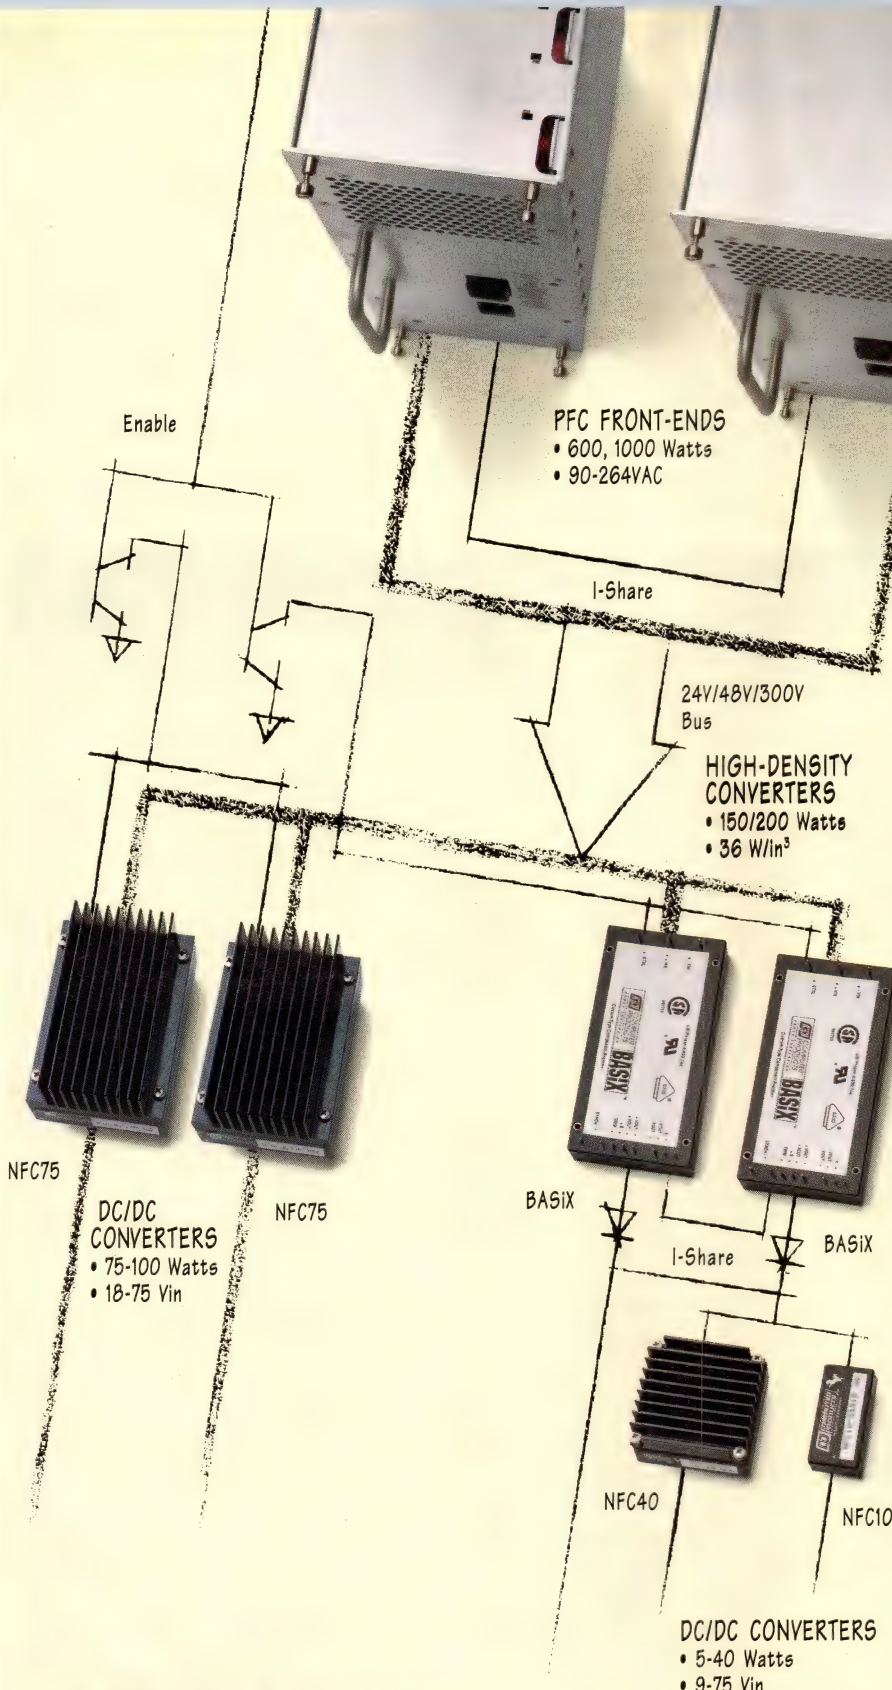 Enable
PFC FRONT-ENDS
• 600, 1000 Watts
• 90-264VAC
I-Share
24V/48V/300V
Bus
HIGH-DENSITY
CONVERTERS
• 150/200 Watts
• 36 W/in³
BASiX
BASiX
NFC75
NFC75
DC/DC
CONVERTERS
• 75-100 Watts
• 18-75 Vin
BASiX
BASiX
I-Share
NFC40
NFC10
DC/DC CONVERTERS
• 5-40 Watts
• 9-75 Vin